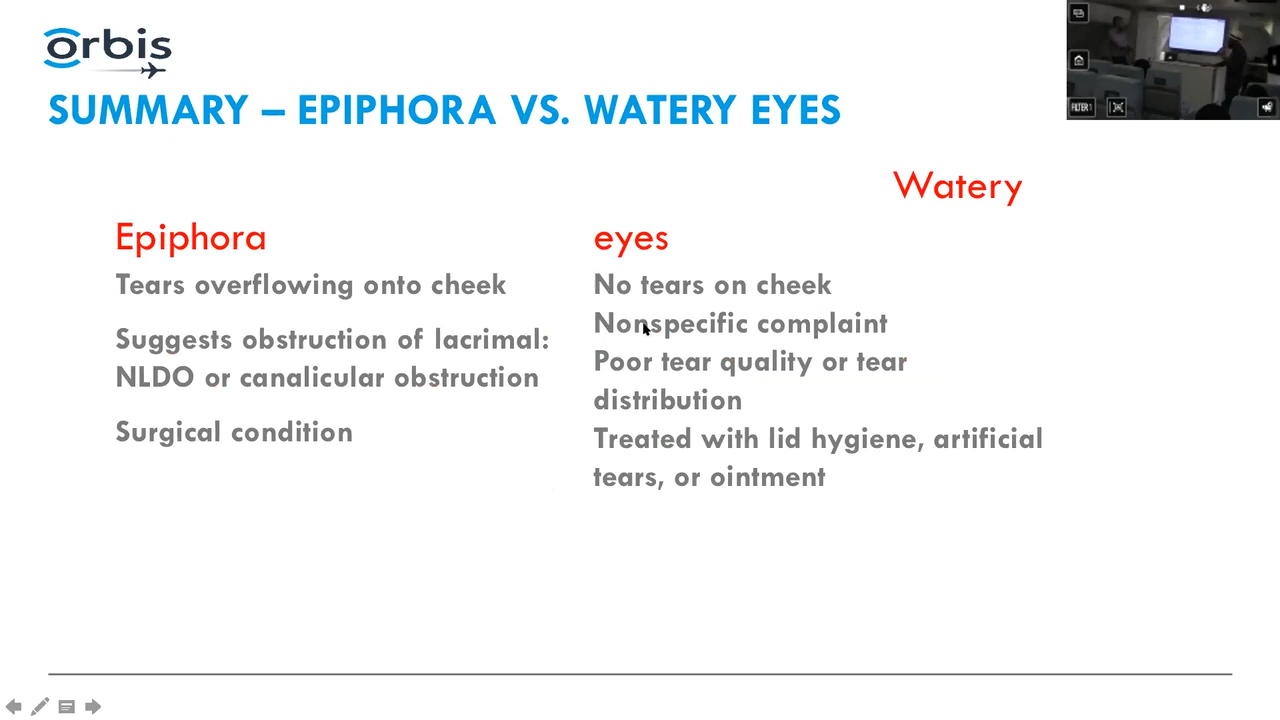 orbis
SUMMARY – EPIPHORA VS. WATERY EYES
Epiphora
Tears overflowing onto cheek
Suggests obstruction of lacrimal:
NLDO or canalicular obstruction
Surgical condition
Watery
eyes
No tears on cheek
Nonspecific complaint
Poor tear quality or tear
distribution
Treated with lid hygiene, artificial
tears, or ointment
FILTER1